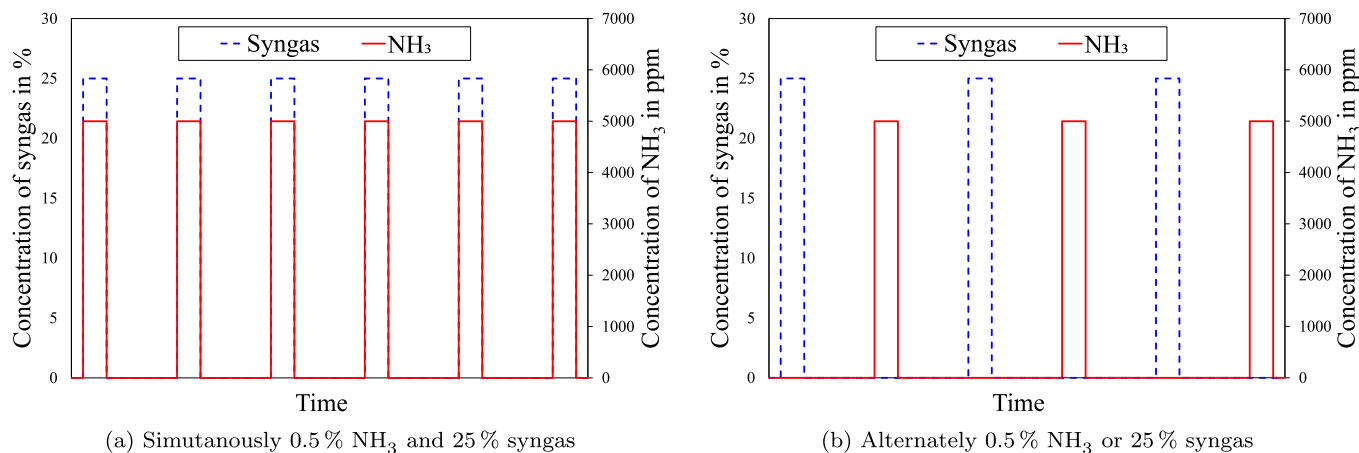 Concentration of syngas in %
30
25
20
15
10
5
0
Syngas
NH₃
7000
6000
5000
4000
3000
2000
1000
0
Concentration of NH₃ in ppm
Time
(a) Simutanously 0.5 % NH₃ and 25 % syngas
Concentration of syngas in %
30
25
20
15
10
5
0
Syngas
NH₃
7000
6000
5000
4000
3000
2000
1000
0
Concentration of NH₃ in ppm
Time
(b) Alternately 0.5 % NH₃ or 25 % syngas